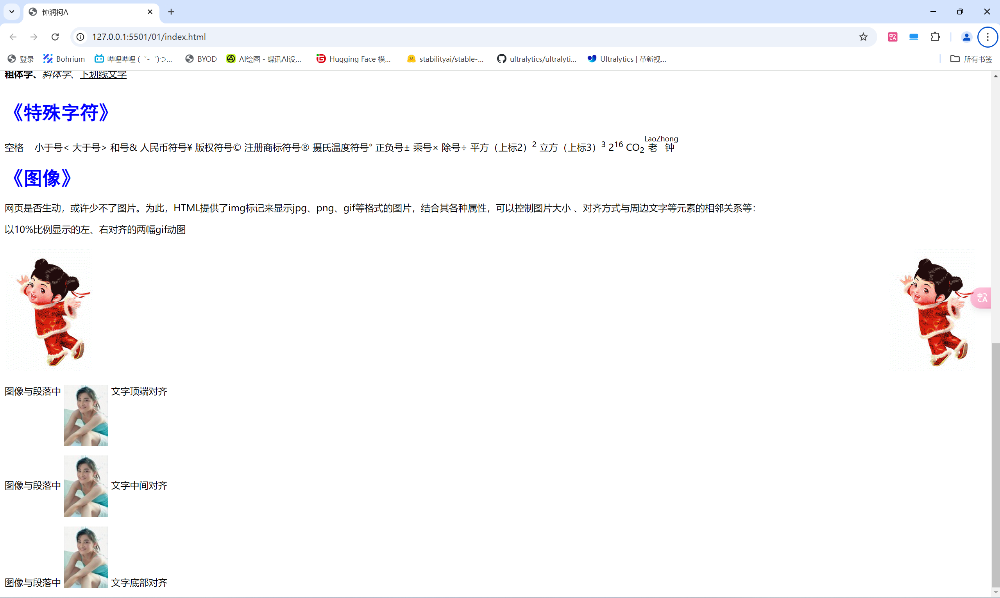 钟润柯A
127.0.0.1:5501/01/index.html
登录 Bohrium 哔哩哔哩 ( ゜- ゜)つ... BYOD AI绘图 - 蝶讯AI设... Hugging Face 模... stabilityai/stable-... ultralytics/ultralyti... Ultralytics | 革新视... 所有书签
粗体字、斜体字、下划线文字
《特殊字符》
LaoZhong
空格 小于号< 大于号> 和号& 人民币符号¥ 版权符号© 注册商标符号® 摄氏温度符号° 正负号± 乘号× 除号÷ 平方（上标2）² 立方（上标3）³ 2¹⁶ CO₂ 老 钟
《图像》
网页是否生动，或许少不了图片。为此，HTML提供了img标记来显示jpg、png、gif等格式的图片，结合其各种属性，可以控制图片大小 、对齐方式与周边文字等元素的相邻关系等：
以10%比例显示的左、右对齐的两幅gif动图
图像与段落中 文字顶端对齐
图像与段落中 文字中间对齐
图像与段落中 文字底部对齐